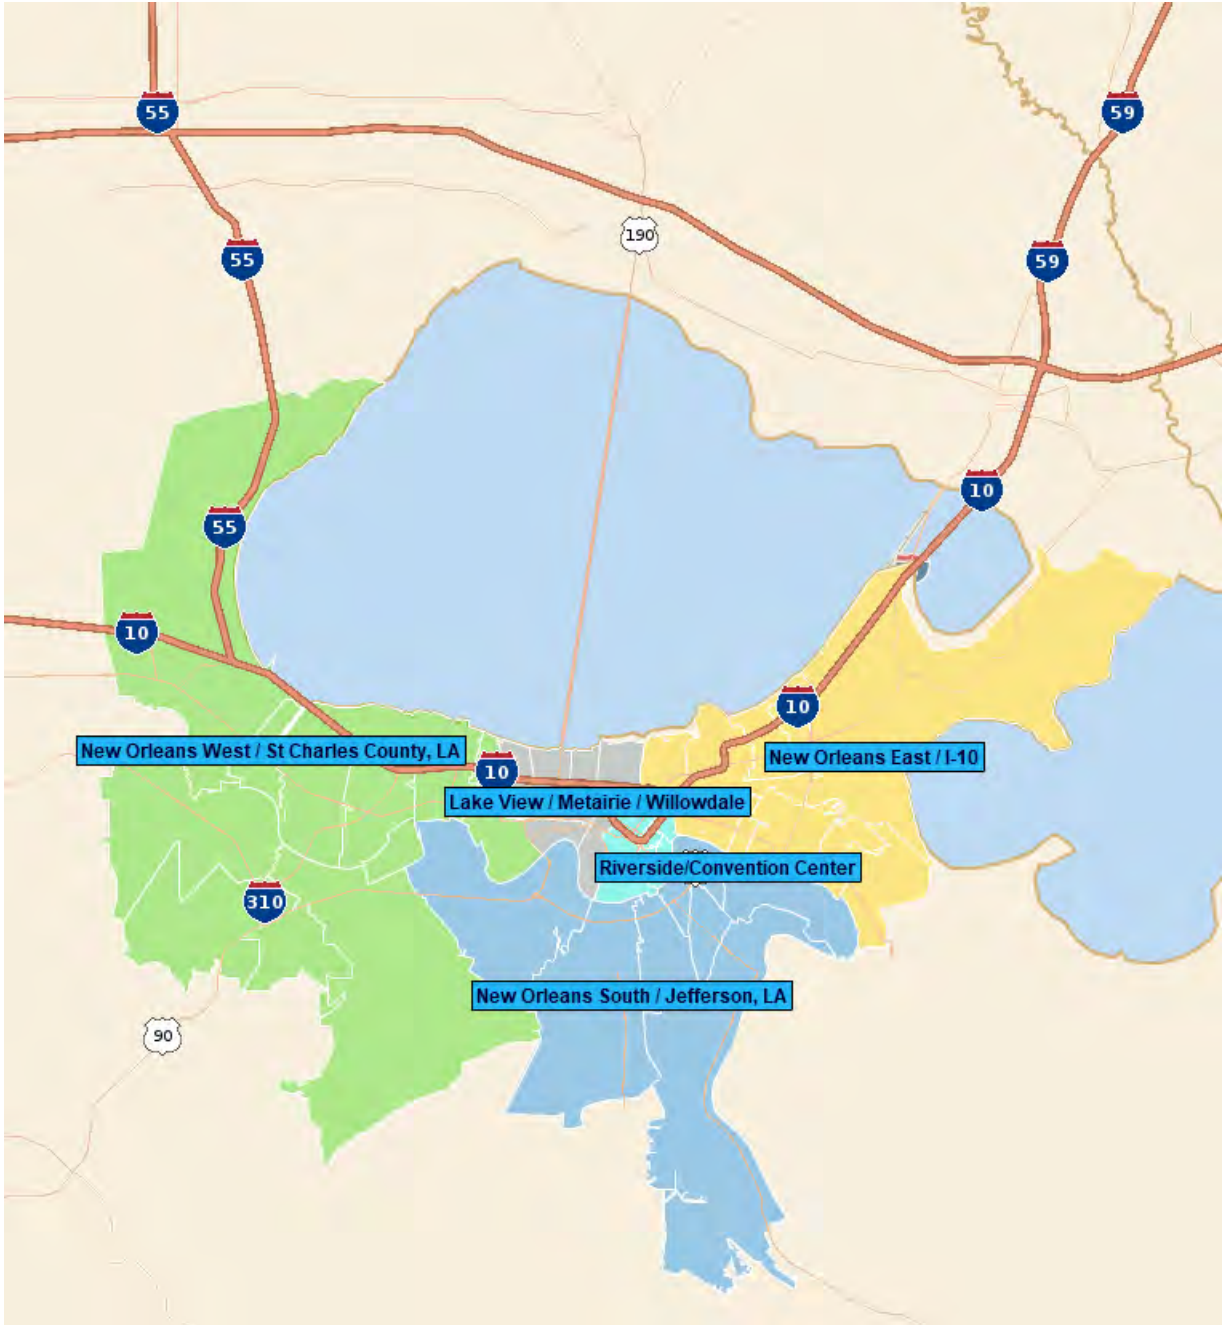 55
59
190
55
59
10
55
10
10
New Orleans West / St Charles County, LA
New Orleans East / I-10
10
Lake View / Metairie / Willowdale
Riverside/Convention Center
310
New Orleans South / Jefferson, LA
90